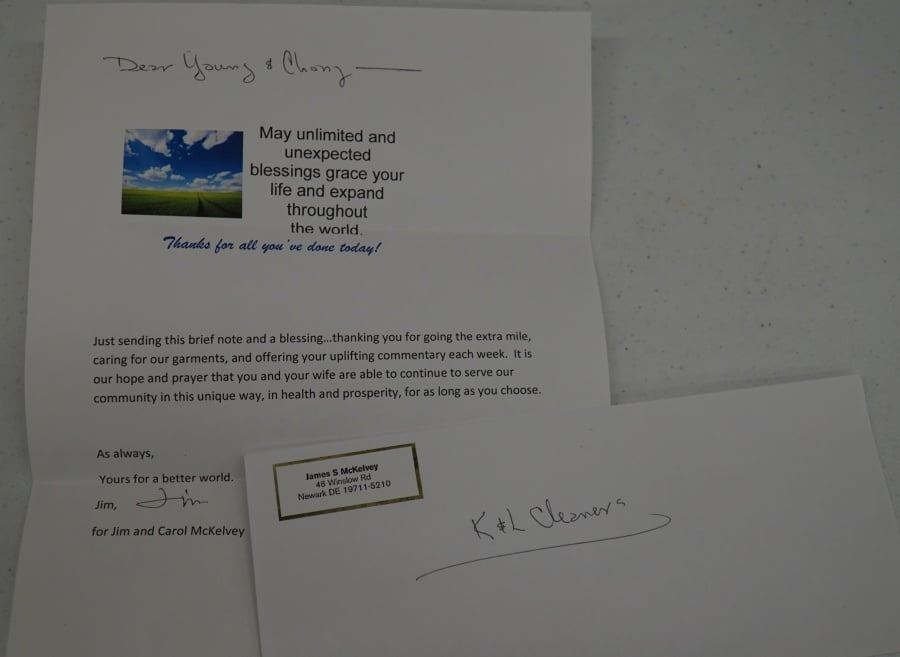 Dear Young & Chong
May unlimited and
unexpected
blessings grace your
life and expand
throughout
the world.
Thanks for all you've done today!
Just sending this brief note and a blessing...thanking you for going the extra mile,
caring for our garments, and offering your uplifting commentary each week. It is
our hope and prayer that you and your wife are able to continue to serve our
community in this unique way, in health and prosperity, for as long as you choose.
As always,
Yours for a better world.
Jim, Jim
for Jim and Carol McKelvey
James S McKelvey
48 Winslow Rd
Newark DE 19711-5210
K & L Cleaners